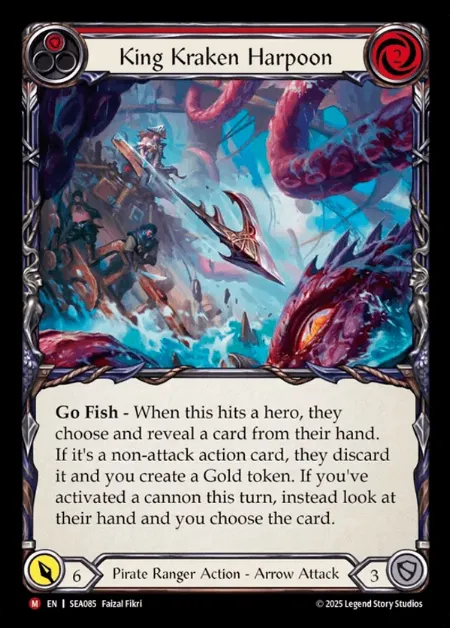 King Kraken Harpoon
2
Go Fish - When this hits a hero, they
choose and reveal a card from their hand.
If it's a non-attack action card, they discard
it and you create a Gold token. If you've
activated a cannon this turn, instead look at
their hand and you choose the card.
6 Pirate Ranger Action - Arrow Attack 3
M EN | SEA085 Faizal Fikri © 2025 Legend Story Studios